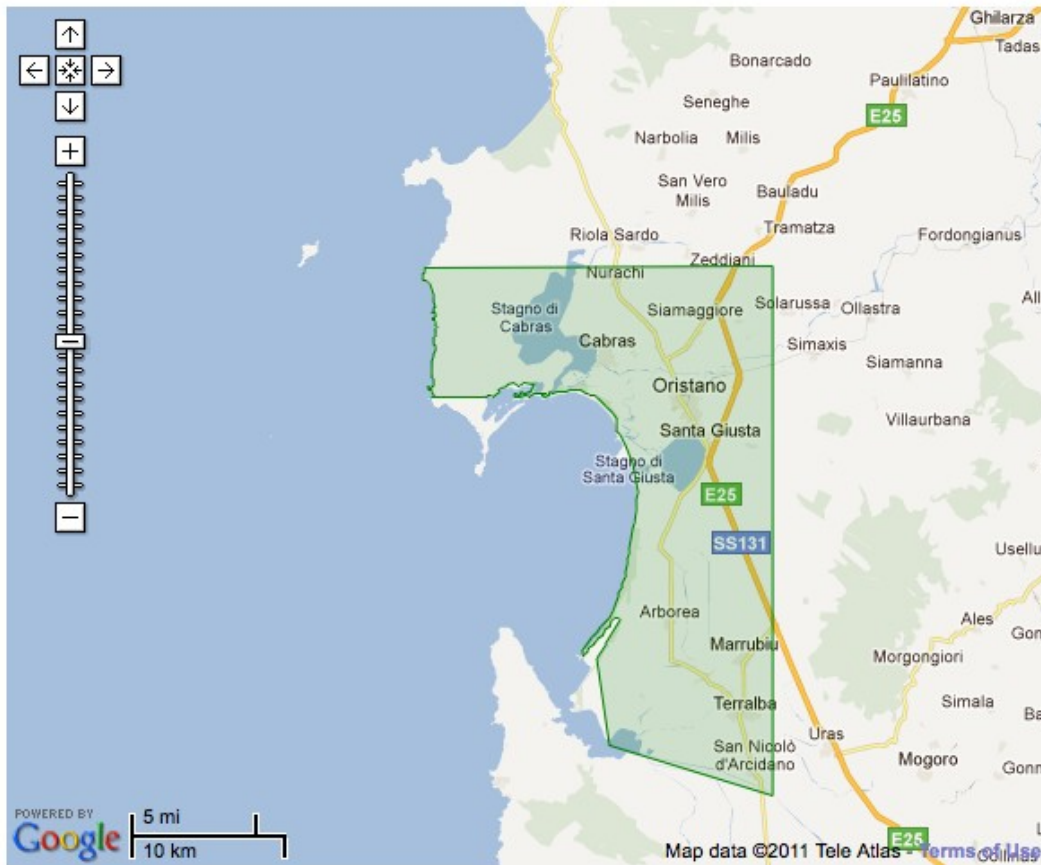 Ghilarza
Tadas
Bonarcado
Paulilatino
Seneghe
E25
Narbolia
Milis
San Vero
Milis
Bauladu
Tramatza
Riola Sardo
Fordongianus
Zeddiani
Nurachi
Stagno di
Cabras
Siamaggiore
Solarussa
Ollastra
All
Cabras
Simaxis
Siamanna
Oristano
Villaurbana
Santa Giusta
Stagno di
Santa Giusta
E25
SS131
Usellu
Arborea
Ales
Gon
Marrubiu
Morgongiori
Simala
Terralba
Ba
Uras
San Nicolò
d'Arcidano
Mogoro
Gonn
POWERED BY
Google
5 mi
10 km
E25
Map data ©2011 Tele Atlas - Terms of Use